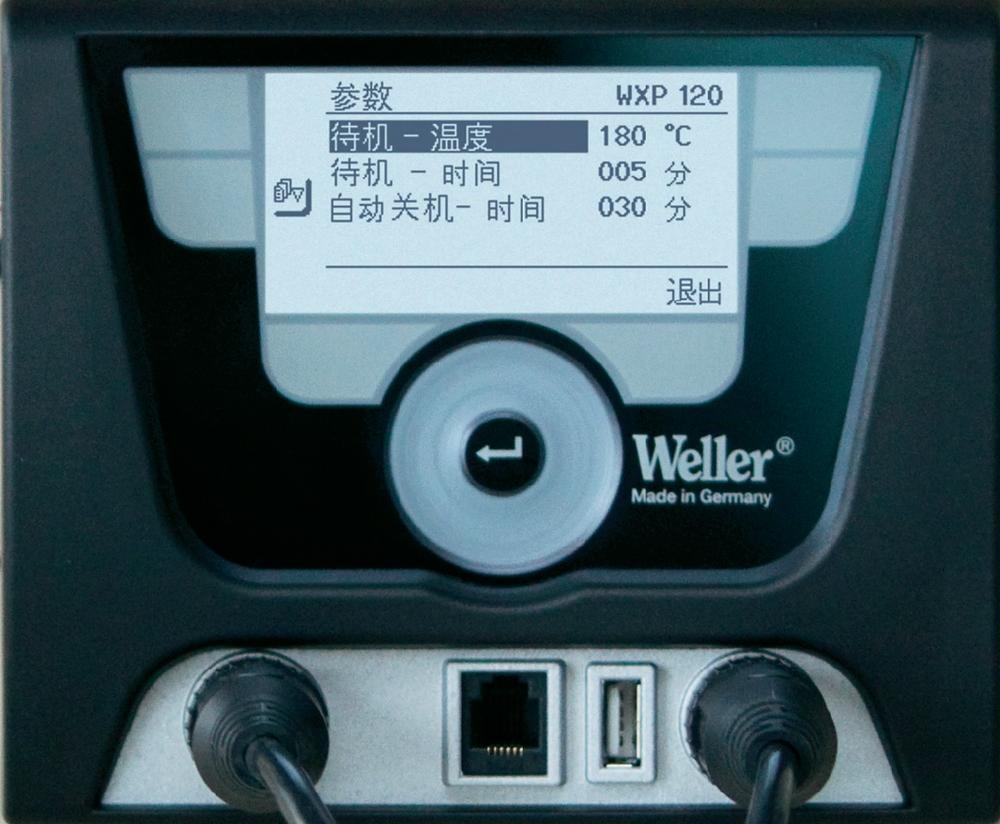 参数 WXP 120
待机 - 温度 180 °C
待机 - 时间 005 分
自动关机- 时间 030 分
退出
Weller®
Made in Germany